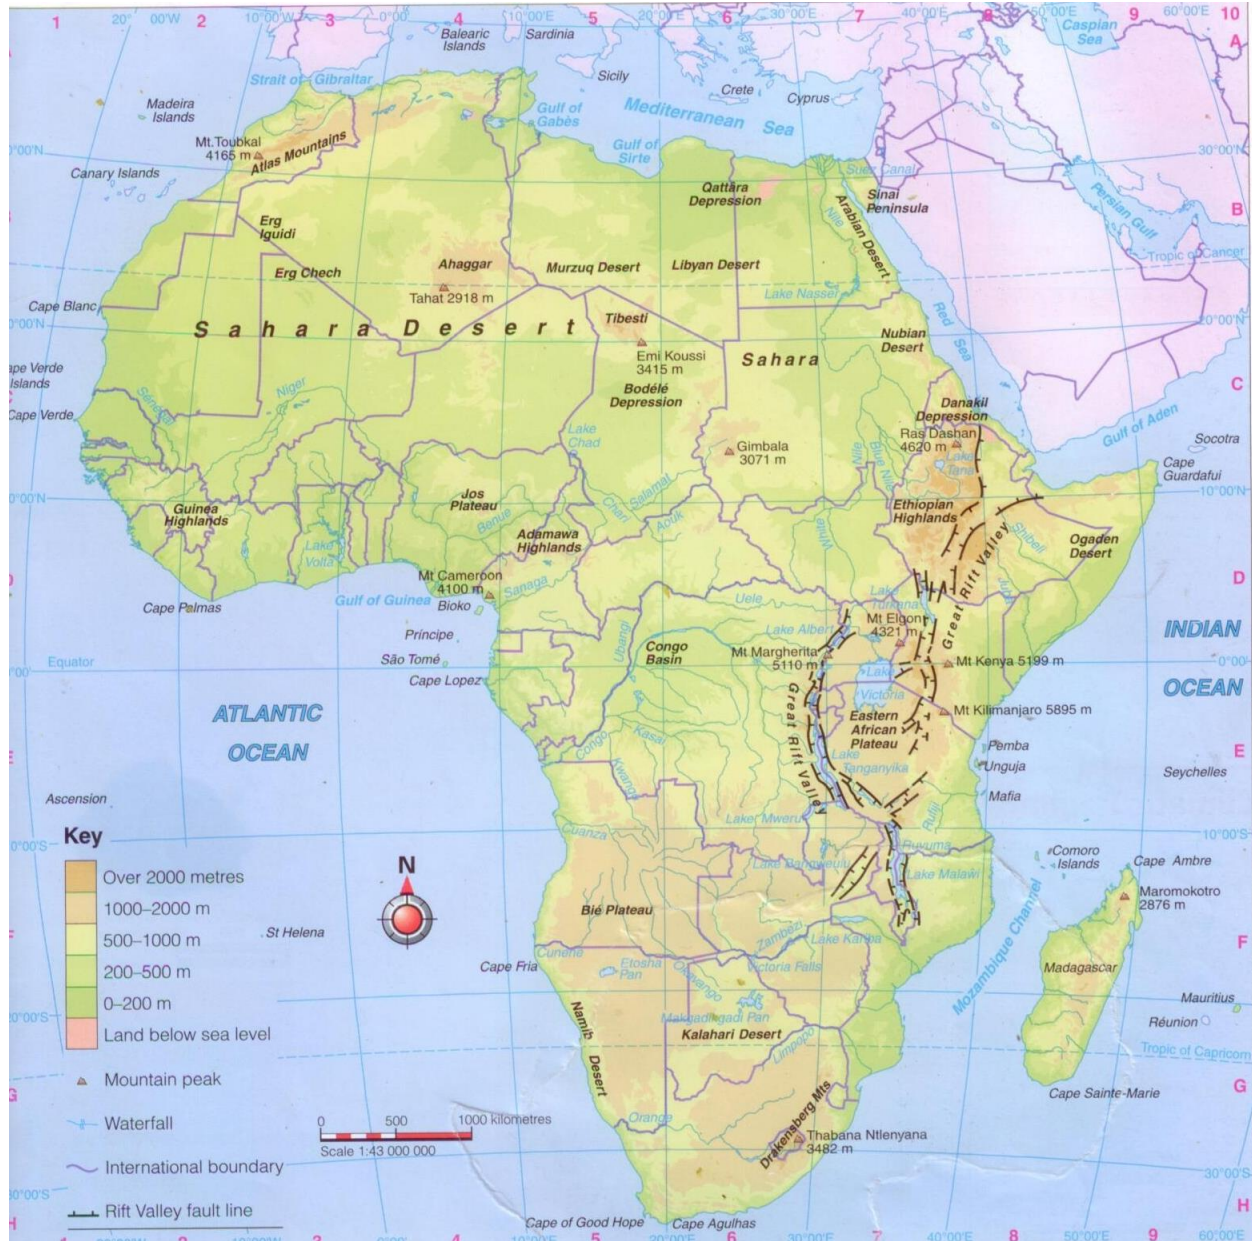 20°
00°W
10°00'W
0°00'
10°00'E
20°00'E
30°00'E
40°00'E
50°00'E
60°00'E
1
2
3
4
5
6
7
8
9
10
A
Balearic
Islands
Sardinia
Sicily
Crete
Cyprus
Caspian
Sea
Strait of Gibraltar
Mediterranean Sea
Madeira
Islands
Gulf of
Gabès
Gulf of
Sirte
Mt.Toubkal
4165 m
Atlas Mountains
Canary Islands
Suez Canal
30°00'N
Qattâra
Depression
Sinai
Peninsula
Persian Gulf
B
Erg
Iguidi
Nile
Arabian Desert
Erg Chech
Ahaggar
Tahat 2918 m
Murzuq Desert
Libyan Desert
Tropic of Cancer
Lake Nasser
Cape Blanc
Red Sea
20°00'N
Sahara Desert
Tibesti
Emi Koussi
3415 m
Sahara
Nubian
Desert
ape Verde
Islands
Cape Verde
Bodélé
Depression
C
Sénégal
Niger
Danakil
Depression
Gulf of Aden
Lake
Chad
Gimbala
3071 m
Nile
Blue Nile
Ras Dashan
4620 m
Lake
Tana
Socotra
Cape
Guardafui
10°00'N
Guinea
Highlands
Jos
Plateau
Benue
Chari
Salamat
Aouk
White
Ethiopian
Highlands
Adamawa
Highlands
Shibeli
Ogaden
Desert
Lake
Volta
Great Rift Valley
Juba
D
Mt Cameroon
4100 m
Sanaga
Cape Palmas
Gulf of Guinea
Bioko
Uele
Lake
Turkana
Príncipe
Ubangi
Congo
Basin
Lake Albert
Mt Elgon
4321 m
INDIAN
OCEAN
Equator
São Tomé
Cape Lopez
Mt Margherita
5110 m
Mt Kenya 5199 m
0°00'
Lake
Victoria
ATLANTIC
OCEAN
Great Rift Valley
Mt Kilimanjaro 5895 m
Eastern
African
Plateau
Congo
Kasai
Kwango
Lake
Tanganyika
Pemba
Unguja
Mafia
E
Seychelles
Ascension
Rufiji
Lake Mweru
Cuanza
10°00'S
Key
Over 2000 metres
1000–2000 m
500–1000 m
200–500 m
0–200 m
Land below sea level
Mountain peak
Waterfall
International boundary
Rift Valley fault line
N
Ruvuma
Lake Bangweulu
Lake Malawi
Comoro
Islands
Cape Ambre
Maromokotro
2876 m
Bié Plateau
St Helena
Zambezi
Lake Kariba
Mozambique Channel
F
Cape Fria
Cunene
Etosha
Pan
Okavango
Victoria Falls
Madagascar
Makgadikgadi Pan
Mauritius
Réunion
Namib Desert
Kalahari Desert
Limpopo
Tropic of Capricorn
G
Cape Sainte-Marie
0
500
1000 kilometres
Scale 1:43 000 000
Orange
Drakensberg Mts
Thabana Ntlenyana
3482 m
30°00'S
Cape of Good Hope
Cape Agulhas
H